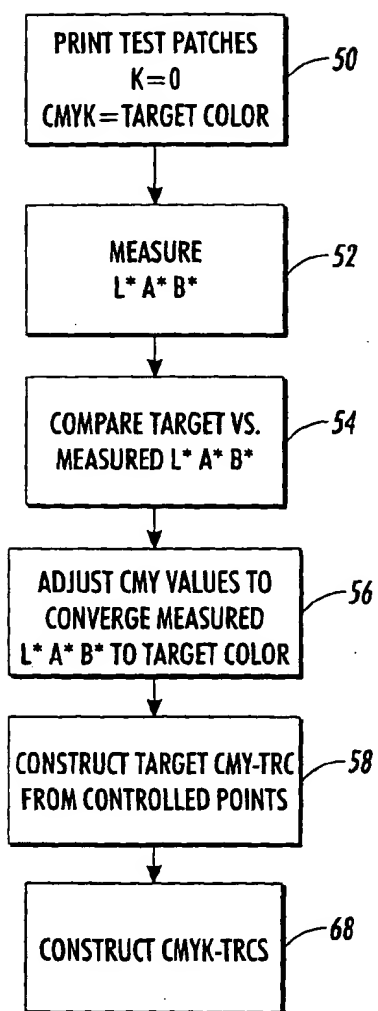 PRINT TEST PATCHES
K=0
CMYK=TARGET COLOR
50
MEASURE
L* A* B*
52
COMPARE TARGET VS.
MEASURED L* A* B*
54
ADJUST CMY VALUES TO
CONVERGE MEASURED
L* A* B* TO TARGET COLOR
56
CONSTRUCT TARGET CMY-TRC
FROM CONTROLLED POINTS
58
CONSTRUCT CMYK-TRCS
68